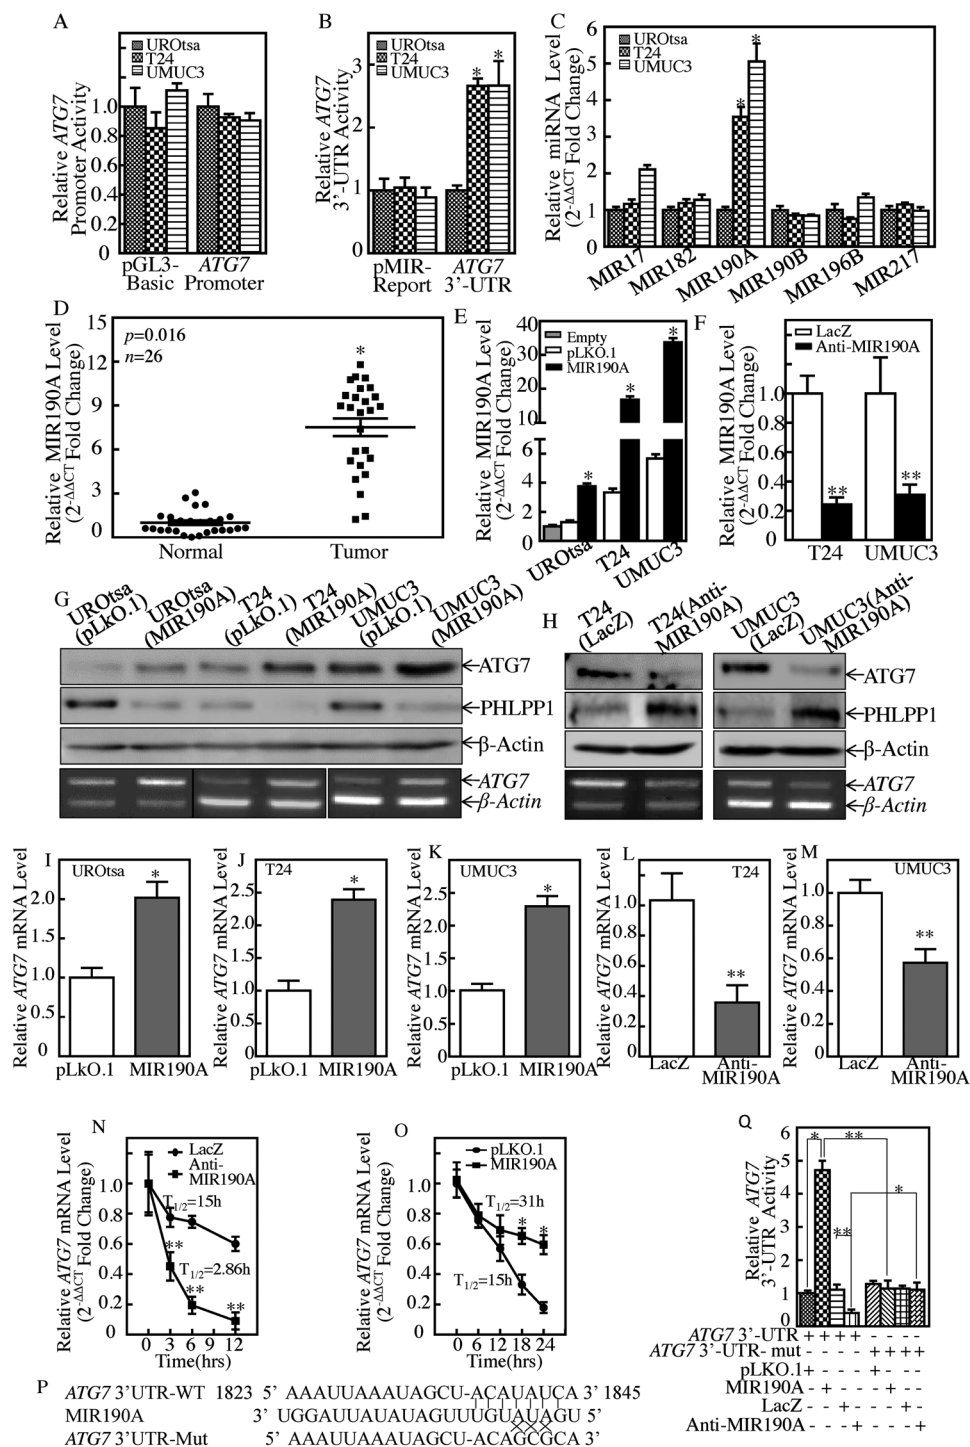 A
UROtsa
T24
UMUC3
Relative ATG7
Promoter Activity
1.0
0.8
0.6
0.4
0.2
0
pGL3-
Basic
ATG7
Promoter
B
UROtsa
T24
UMUC3
Relative ATG7
3'-UTR Activity
3
2
1
0
* *
pMIR-
Report
ATG7
3'-UTR
C
UROtsa
T24
UMUC3
Relative miRNA Level
(2-ΔΔCT Fold Change)
6
5
4
3
2
1
0
* *
MIR17
MIR182
MIR190A
MIR190B
MIR196B
MIR217
D
p=0.016
n=26
Relative MIR190A Level
(2-ΔΔCT Fold Change)
15
12
9
6
3
0
*
Normal
Tumor
E
Empty
pLKO.1
MIR190A
Relative MIR190A Level
(2-ΔΔCT Fold Change)
40
30
20
10
6
4
2
0
* * *
UROtsa
T24
UMUC3
F
LacZ
Anti-MIR190A
Relative MIR190A Level
(2-ΔΔCT Fold Change)
1.0
0.8
0.6
0.4
0.2
0
** **
T24
UMUC3
G
UROtsa
(pLkO.1)
UROtsa
(MIR190A)
T24
(pLkO.1)
T24
(MIR190A)
UMUC3
(pLkO.1)
UMUC3
(MIR190A)
ATG7
PHLPP1
β-Actin
ATG7
β-Actin
H
T24
(LacZ)
T24(Anti-
MIR190A)
UMUC3
(LacZ)
UMUC3(Anti-
MIR190A)
ATG7
PHLPP1
β-Actin
ATG7
β-Actin
I
UROtsa
Relative ATG7 mRNA Level
2.0
1.5
1.0
0.5
0
*
pLkO.1
MIR190A
J
T24
Relative ATG7 mRNA Level
2.5
2.0
1.5
1.0
0.5
0
*
pLkO.1
MIR190A
K
UMUC3
Relative ATG7 mRNA Level
2.5
2.0
1.5
1.0
0.5
0
*
pLkO.1
MIR190A
L
T24
Relative ATG7 mRNA Level
1.0
0.8
0.6
0.4
0.2
0
**
LacZ
Anti-
MIR190A
M
UMUC3
Relative ATG7 mRNA Level
1.0
0.8
0.6
0.4
0.2
0
**
LacZ
Anti-
MIR190A
N
LacZ
Anti-
MIR190A
Relative ATG7 mRNA Level
(2-ΔΔCT Fold Change)
1.0
0.8
0.6
0.4
0.2
0
T1/2=15h
**
T1/2=2.86h
**
**
0 3 6 9 12
Time(hrs)
O
pLKO.1
MIR190A
Relative ATG7 mRNA Level
(2-ΔΔCT Fold Change)
1.0
0.8
0.6
0.4
0.2
0
T1/2=31h
* *
T1/2=15h
0 6 12 18 24
Time(hrs)
Q
Relative ATG7
3'-UTR Activity
5
4
3
2
1
0
* **
*
**
ATG7 3'-UTR + + + + - - - -
ATG7 3'-UTR- mut - - - - + + + +
pLKO.1 + - - - + - - -
MIR190A - + - - - + - -
LacZ - - + - - - + -
Anti-MIR190A - - - + - - - +
P
ATG7 3'UTR-WT 1823 5' AAAUUAAAUAGCU-ACAUAUCA 3' 1845
MIR190A 3' UGGAUUAUAUAGUUUGUAUAGU 5'
ATG7 3'UTR-Mut 5' AAAUUAAAUAGCU-ACAGCGCA 3'